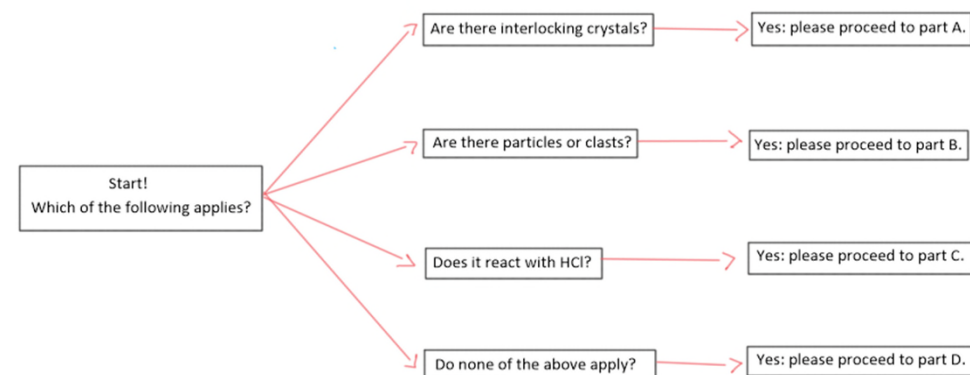 Are there interlocking crystals?
Yes: please proceed to part A.
Are there particles or clasts?
Yes: please proceed to part B.
Start!
Which of the following applies?
Does it react with HCl?
Yes: please proceed to part C.
Do none of the above apply?
Yes: please proceed to part D.